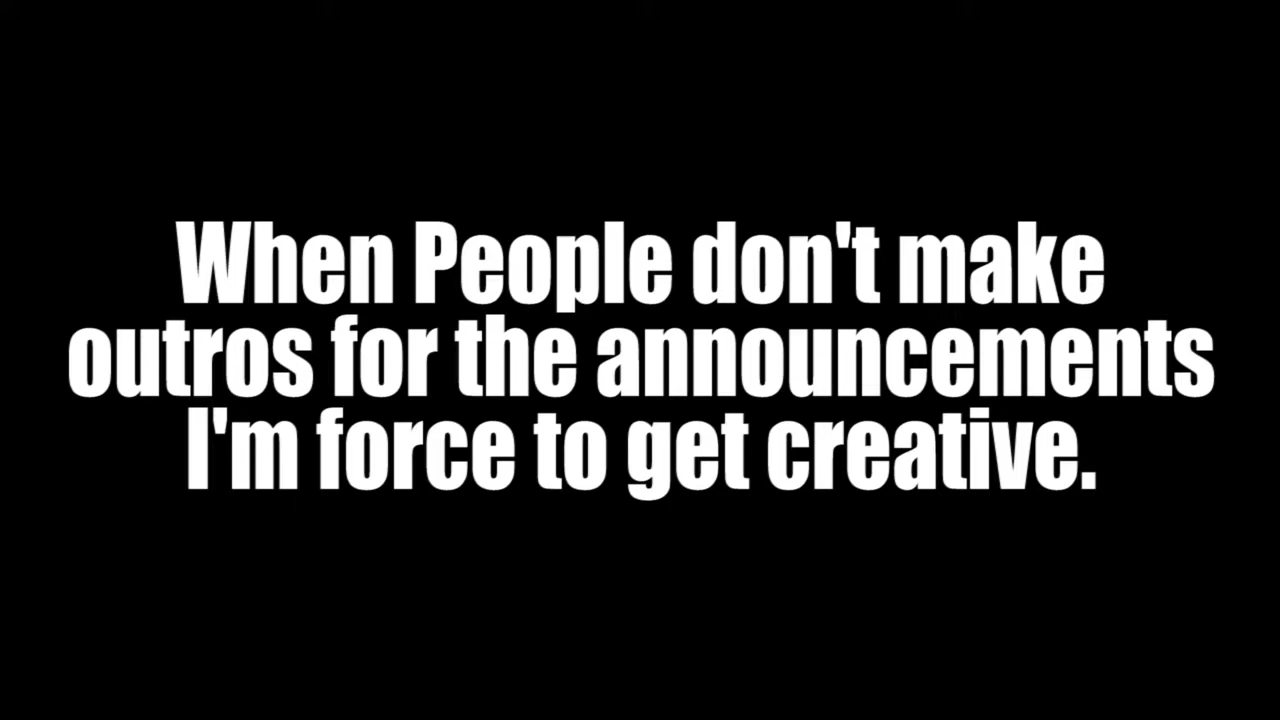 When People don't make
outros for the announcements
I'm force to get creative.